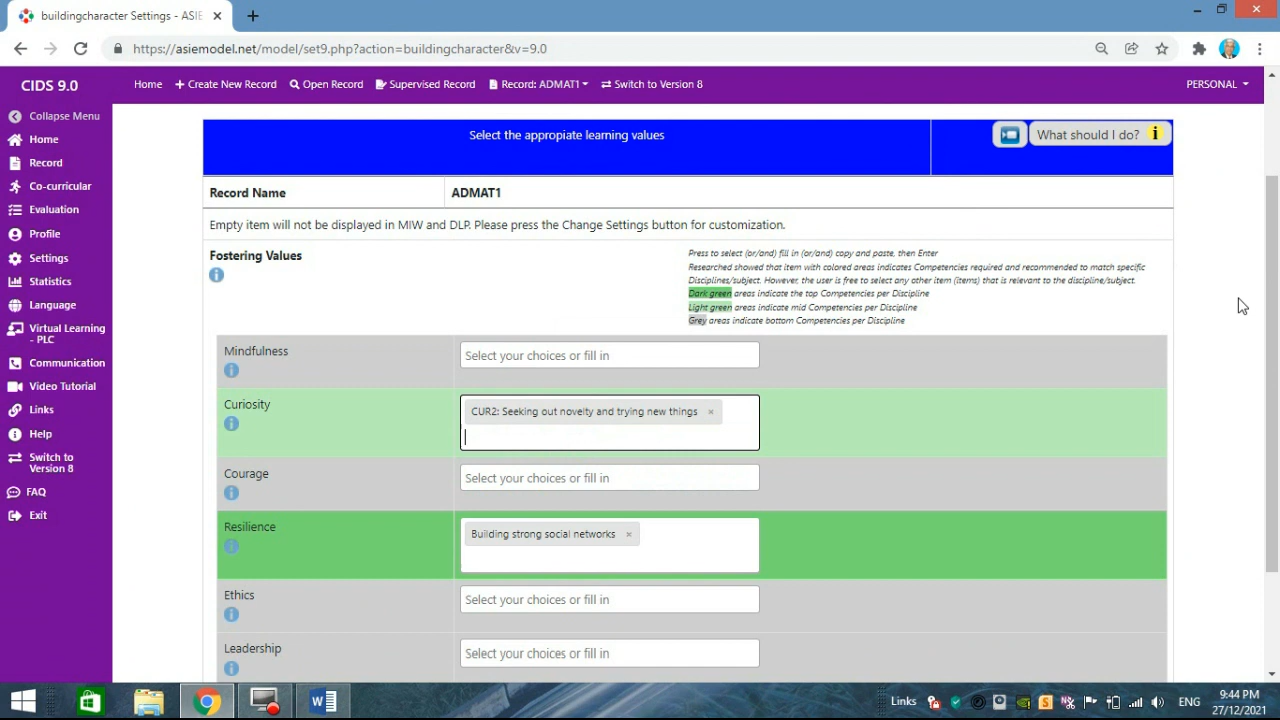 buildingcharacter Settings - ASIE
https://asiemodel.net/model/set9.php?action=buildingcharacter&v=9.0
CIDS 9.0
Home
Create New Record
Open Record
Supervised Record
Record: ADMAT1
Switch to Version 8
PERSONAL
Collapse Menu
Home
Record
Co-curricular
Evaluation
Profile
Settings
Statistics
Language
Virtual Learning
- PLC
Communication
Video Tutorial
Links
Help
Switch to
Version 8
FAQ
Exit
Select the appropiate learning values
What should I do?
Record Name
ADMAT1
Empty item will not be displayed in MIW and DLP. Please press the Change Settings button for customization.
Fostering Values
Press to select (or/and) fill in (or/and) copy and paste, then Enter
Researched showed that item with colored areas indicates Competencies required and recommended to match specific
Disciplines/subject. However, the user is free to select any other item (items) that is relevant to the discipline/subject.
Dark green areas indicate the top Competencies per Discipline
Light green areas indicate mid Competencies per Discipline
Grey areas indicate bottom Competencies per Discipline
Mindfulness
Select your choices or fill in
Curiosity
CUR2: Seeking out noveity and trying new things ×
Courage
Select your choices or fill in
Resilience
Building strong social networks ×
Ethics
Select your choices or fill in
Leadership
Select your choices or fill in
Links
ENG
9:44 PM
27/12/2021